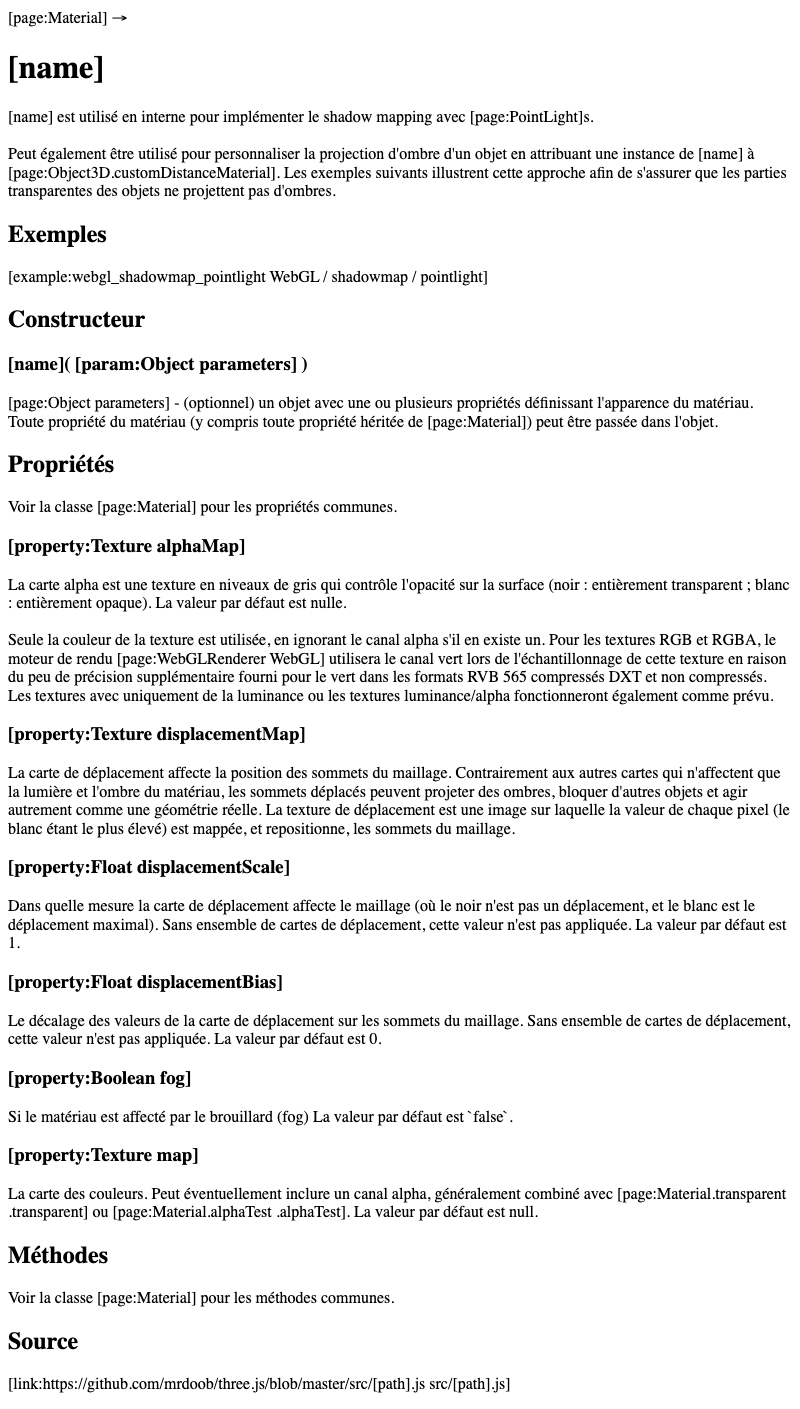 [page:Material] →
[name]
[name] est utilisé en interne pour implémenter le shadow mapping avec [page:PointLight]s.
Peut également être utilisé pour personnaliser la projection d'ombre d'un objet en attribuant une instance de [name] à
[page:Object3D.customDistanceMaterial]. Les exemples suivants illustrent cette approche afin de s'assurer que les parties
transparentes des objets ne projettent pas d'ombres.
Exemples
[example:webgl_shadowmap_pointlight WebGL / shadowmap / pointlight]
Constructeur
[name]( [param:Object parameters] )
[page:Object parameters] - (optionnel) un objet avec une ou plusieurs propriétés définissant l'apparence du matériau.
Toute propriété du matériau (y compris toute propriété héritée de [page:Material]) peut être passée dans l'objet.
Propriétés
Voir la classe [page:Material] pour les propriétés communes.
[property:Texture alphaMap]
La carte alpha est une texture en niveaux de gris qui contrôle l'opacité sur la surface (noir : entièrement transparent ; blanc
: entièrement opaque). La valeur par défaut est nulle.
Seule la couleur de la texture est utilisée, en ignorant le canal alpha s'il en existe un. Pour les textures RGB et RGBA, le
moteur de rendu [page:WebGLRenderer WebGL] utilisera le canal vert lors de l'échantillonnage de cette texture en raison
du peu de précision supplémentaire fourni pour le vert dans les formats RVB 565 compressés DXT et non compressés.
Les textures avec uniquement de la luminance ou les textures luminance/alpha fonctionneront également comme prévu.
[property:Texture displacementMap]
La carte de déplacement affecte la position des sommets du maillage. Contrairement aux autres cartes qui n'affectent que
la lumière et l'ombre du matériau, les sommets déplacés peuvent projeter des ombres, bloquer d'autres objets et agir
autrement comme une géométrie réelle. La texture de déplacement est une image sur laquelle la valeur de chaque pixel (le
blanc étant le plus élevé) est mappée, et repositionne, les sommets du maillage.
[property:Float displacementScale]
Dans quelle mesure la carte de déplacement affecte le maillage (où le noir n'est pas un déplacement, et le blanc est le
déplacement maximal). Sans ensemble de cartes de déplacement, cette valeur n'est pas appliquée. La valeur par défaut est
1.
[property:Float displacementBias]
Le décalage des valeurs de la carte de déplacement sur les sommets du maillage. Sans ensemble de cartes de déplacement,
cette valeur n'est pas appliquée. La valeur par défaut est 0.
[property:Boolean fog]
Si le matériau est affecté par le brouillard (fog) La valeur par défaut est `false`.
[property:Texture map]
La carte des couleurs. Peut éventuellement inclure un canal alpha, généralement combiné avec [page:Material.transparent
.transparent] ou [page:Material.alphaTest .alphaTest]. La valeur par défaut est null.
Méthodes
Voir la classe [page:Material] pour les méthodes communes.
Source
[link:https://github.com/mrdoob/three.js/blob/master/src/[path].js src/[path].js]